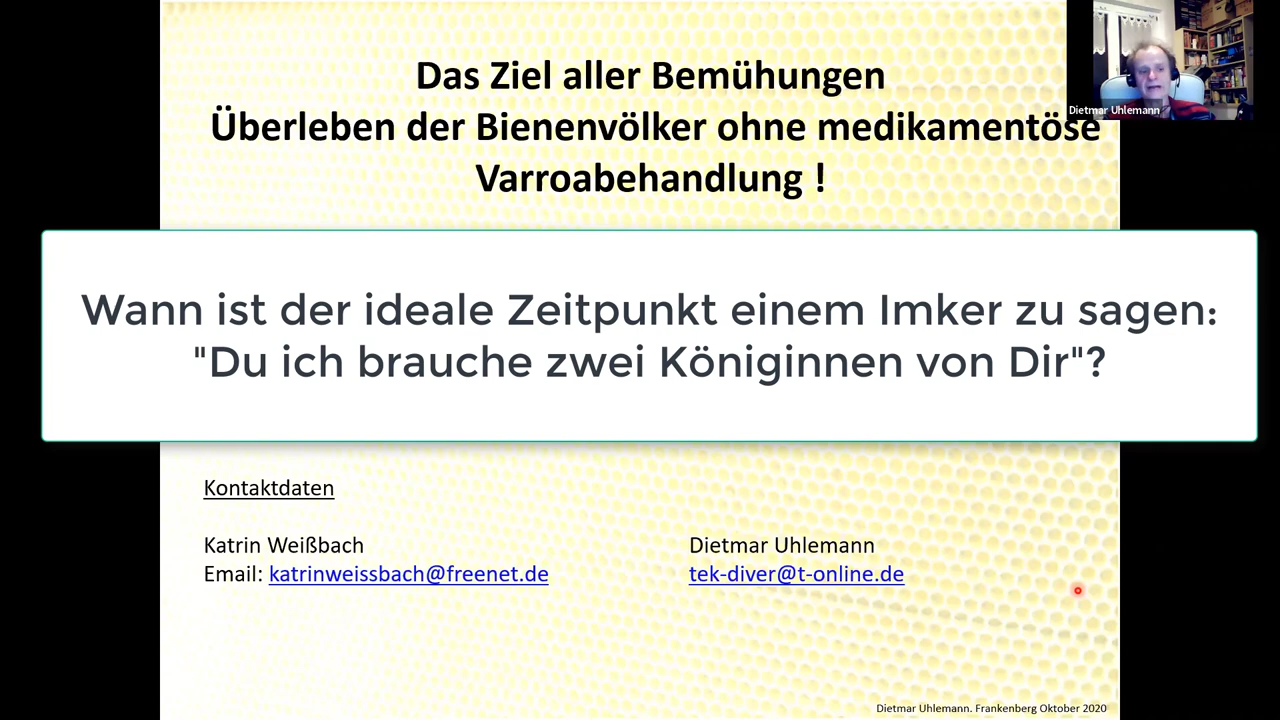 Das Ziel aller Bemühungen
Überleben der Bienenvölker ohne medikamentöse
Varroabehandlung !
Dietmar Uhlemann
Wann ist der ideale Zeitpunkt einem Imker zu sagen:
"Du ich brauche zwei Königinnen von Dir"?
Kontaktdaten
Katrin Weißbach
Email: katrinweissbach@freenet.de
Dietmar Uhlemann
tek-diver@t-online.de
Dietmar Uhlemann. Frankenberg Oktober 2020